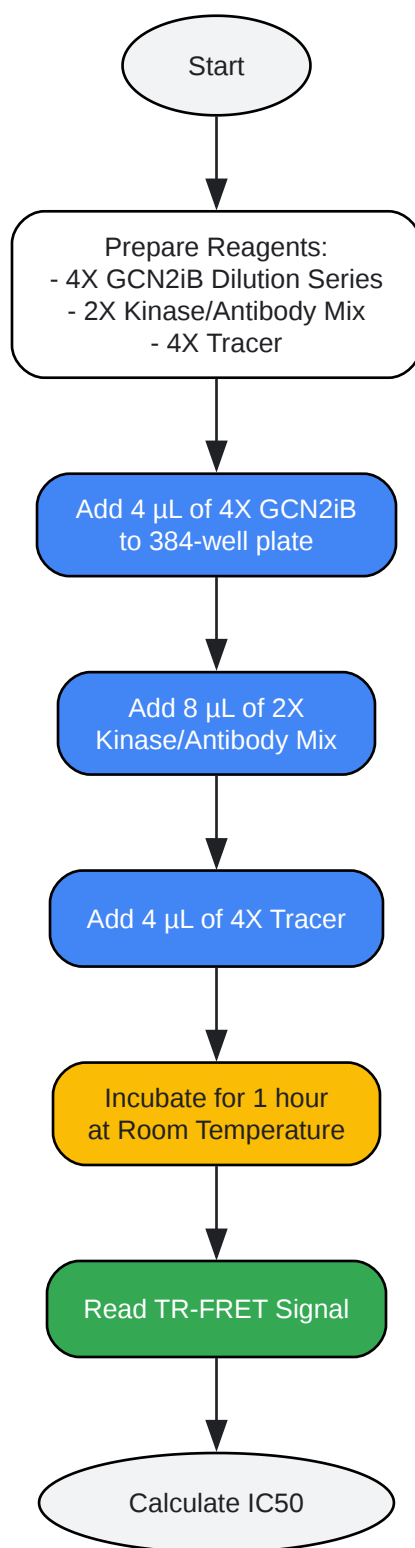 Start
Prepare Reagents:
- 4X GCN2iB Dilution Series
- 2X Kinase/Antibody Mix
- 4X Tracer
Add 4 µL of 4X GCN2iB
to 384-well plate
Add 8 µL of 2X
Kinase/Antibody Mix
Add 4 µL of 4X Tracer
Incubate for 1 hour
at Room Temperature
Read TR-FRET Signal
Calculate IC50